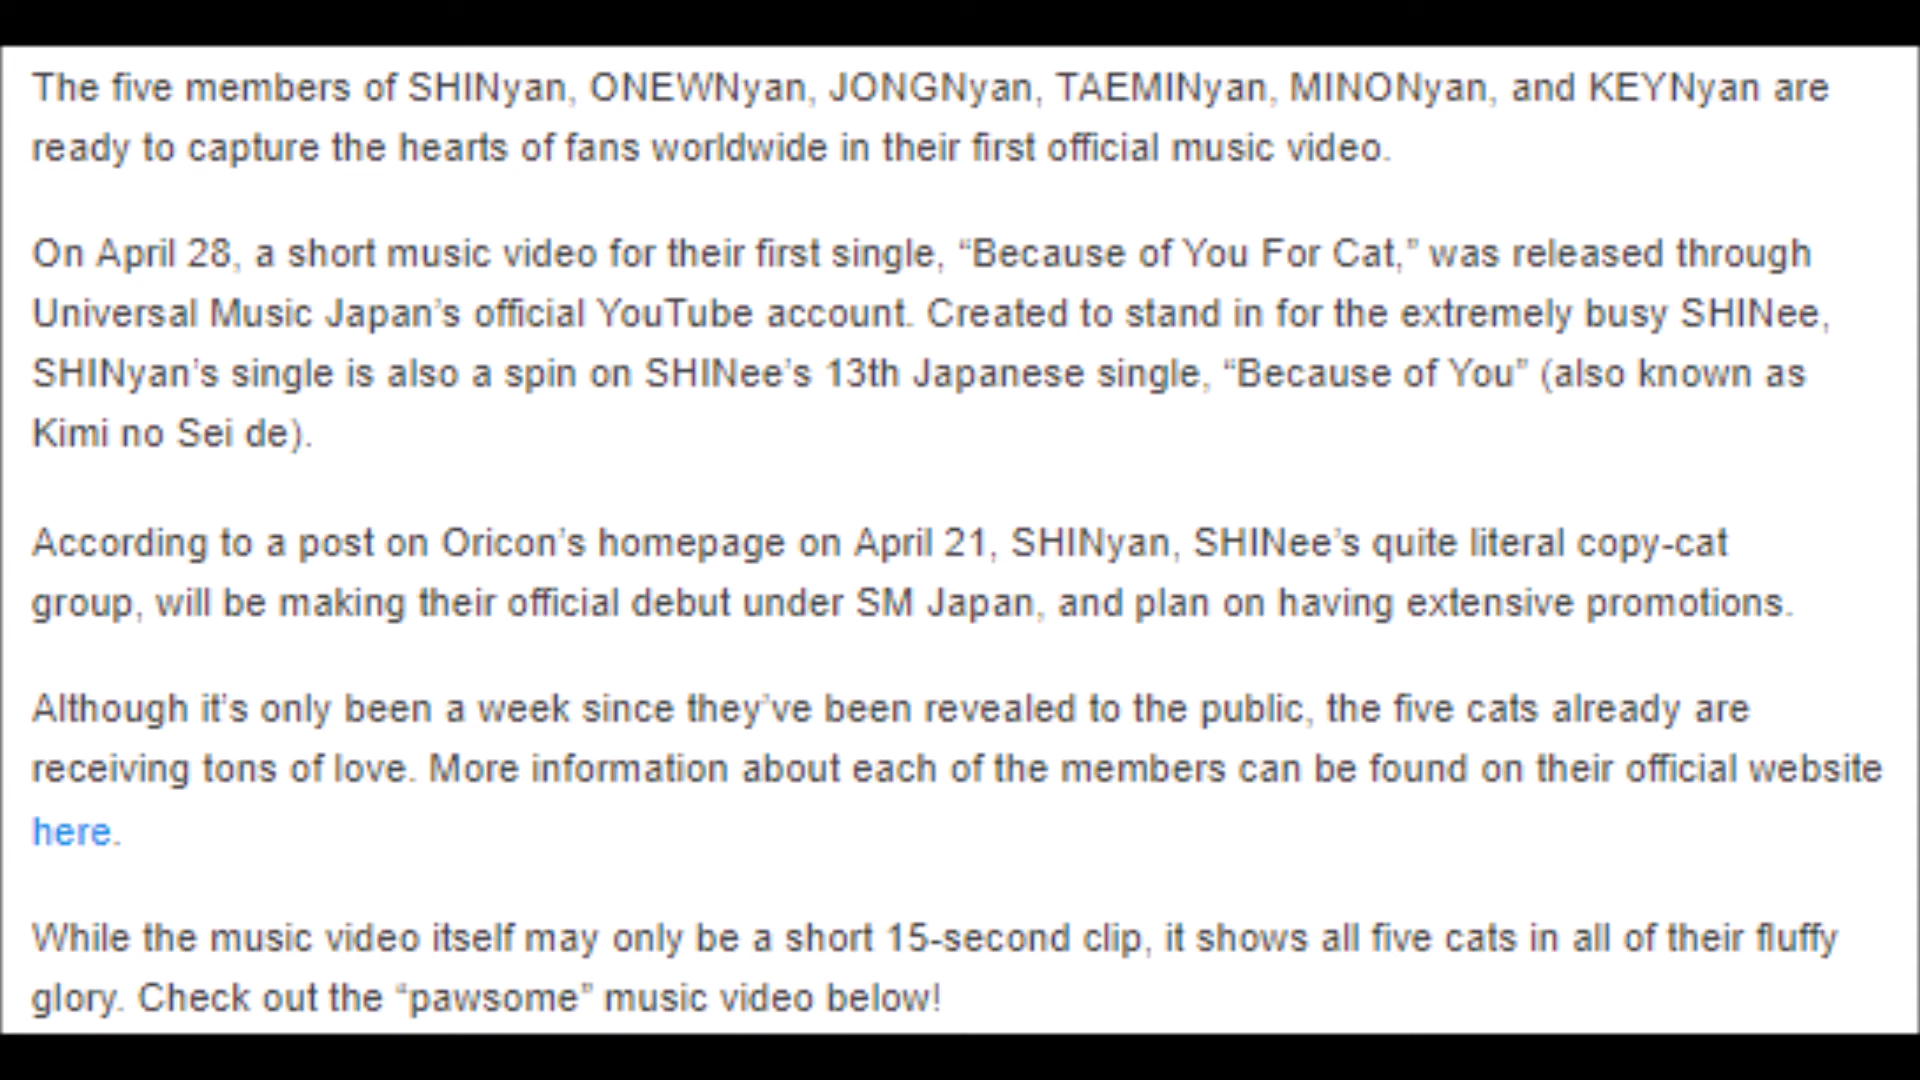 The five members of SHINyan, ONEWNyan, JONGNyan, TAEMINyan, MINONyan, and KEYNyan are
ready to capture the hearts of fans worldwide in their first official music video.
On April 28, a short music video for their first single, “Because of You For Cat,” was released through
Universal Music Japan’s official YouTube account. Created to stand in for the extremely busy SHINee,
SHINyan’s single is also a spin on SHINee’s 13th Japanese single, “Because of You” (also known as
Kimi no Sei de).
According to a post on Oricon’s homepage on April 21, SHINyan, SHINee’s quite literal copy-cat
group, will be making their official debut under SM Japan, and plan on having extensive promotions.
Although it’s only been a week since they’ve been revealed to the public, the five cats already are
receiving tons of love. More information about each of the members can be found on their official website
here.
While the music video itself may only be a short 15-second clip, it shows all five cats in all of their fluffy
glory. Check out the “pawsome” music video below!